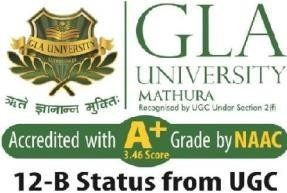 GLA UNIVERSITY
ऋते ज्ञानान्न मुक्तिः
GLA
UNIVERSITY
MATHURA
Recognised by UGC Under Section 2(f)
Accredited with A+ Grade by NAAC
3.46 Score
12-B Status from UGC